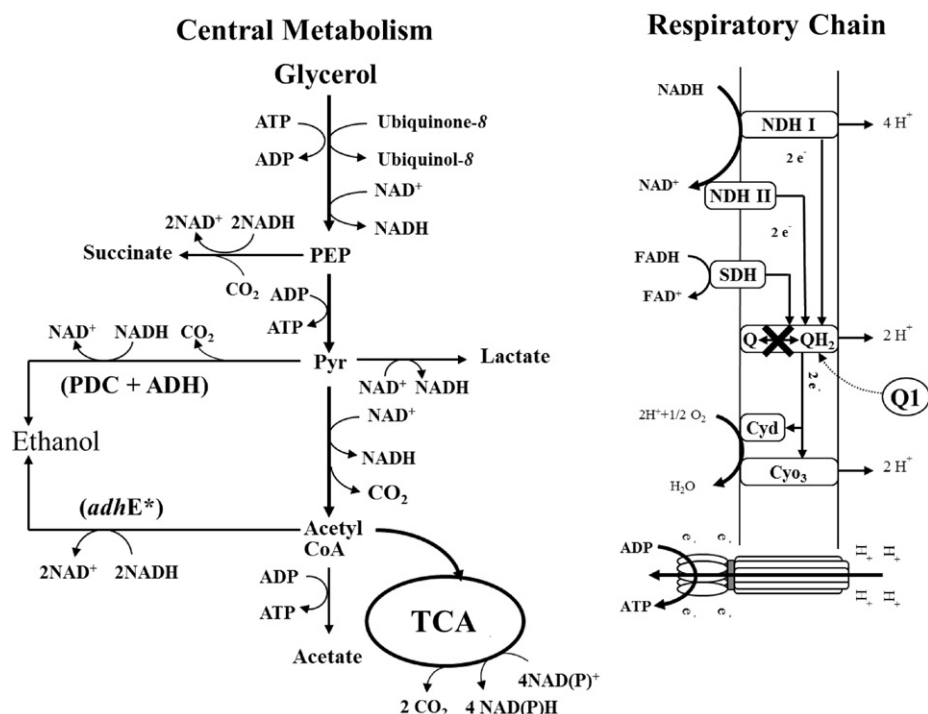 Central Metabolism
Glycerol
ATP
ADP
Ubiquinone-8
Ubiquinol-8
NAD⁺
NADH
2NAD⁺ 2NADH
Succinate
CO₂
PEP
ADP
ATP
NAD⁺ NADH CO₂
Pyr
Lactate
(PDC + ADH)
NAD⁺ NADH
Ethanol
NAD⁺
NADH
CO₂
(adhE*)
2NAD⁺ 2NADH
Acetyl
CoA
ADP
ATP
TCA
Acetate
4NAD(P)⁺
2 CO₂ 4 NAD(P)H
Respiratory Chain
NADH
NDH I
4 H⁺
2 e⁻
NAD⁺
NDH II
2 e⁻
FADH
SDH
FAD⁺
Q
QH₂
2 H⁺
2 e⁻
Q1
2H⁺+1/2 O₂
Cyd
H₂O
Cyo₃
2 H⁺
ADP
ATP
e⁻ e⁻
e⁻ e⁻
H⁺ H⁺
H⁺ H⁺